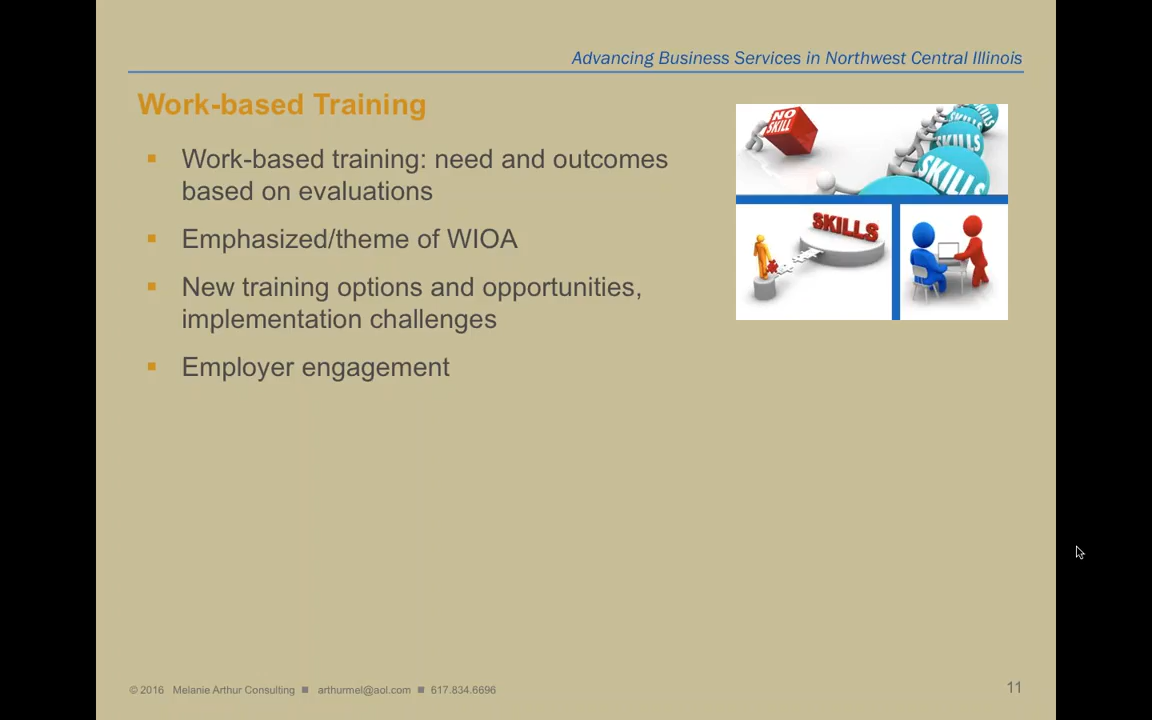 Advancing Business Services in Northwest Central Illinois
Work-based Training
▪ Work-based training: need and outcomes
based on evaluations
▪ Emphasized/theme of WIOA
▪ New training options and opportunities,
implementation challenges
▪ Employer engagement
NO
SKILL
SKILLS
SKILLS
SKILLS
SKILLS
SKILLS
© 2016 Melanie Arthur Consulting ■ arthurmel@aol.com ■ 617.834.6696
11